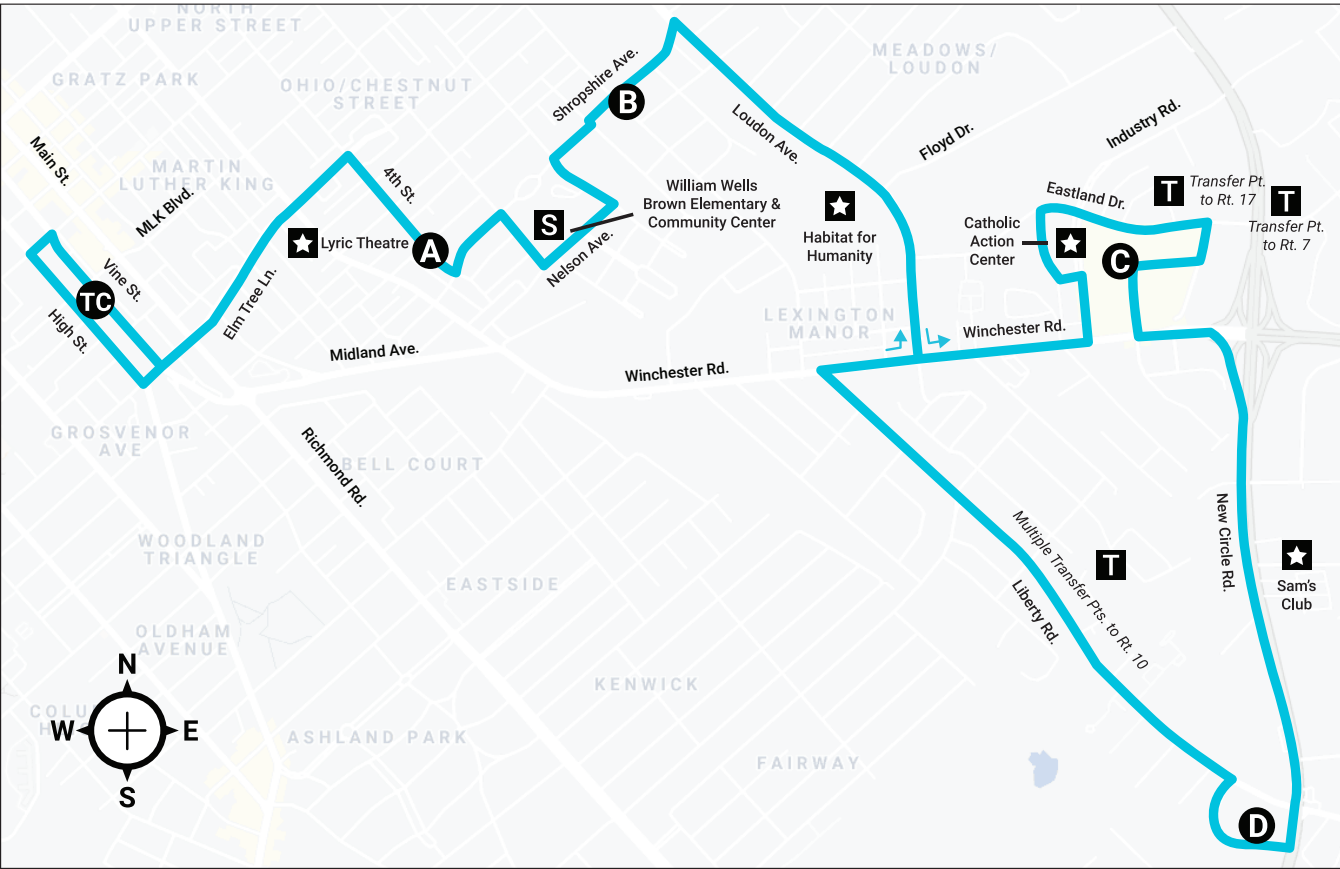 NORTH
UPPER STREET
GRATZ PARK
OHIO/CHESTNUT
STREET
Shropshire Ave.
B
MEADOWS/
LOUDON
Loudon Ave.
Floyd Dr.
Industry Rd.
Main St.
MARTIN
LUTHER KING
MLK Blvd.
4th St.
William Wells
Brown Elementary &
Community Center
S
Nelson Ave.
T
Transfer Pt.
to Rt. 17
T
Transfer Pt.
to Rt. 7
Eastland Dr.
Catholic
Action
Center
C
Habitat for
Humanity
Lyric Theatre
A
Vine St.
TC
High St.
Elm Tree Ln.
LEXINGTON
MANOR
Winchester Rd.
Midland Ave.
Winchester Rd.
GROSVENOR
AVE
Richmond Rd.
BELL COURT
WOODLAND
TRIANGLE
EASTSIDE
Multiple Transfer Pts. to Rt. 10
T
Liberty Rd.
New Circle Rd.
Sam's
Club
OLDHAM
AVENUE
N
W
E
S
KENWICK
ASHLAND PARK
FAIRWAY
D